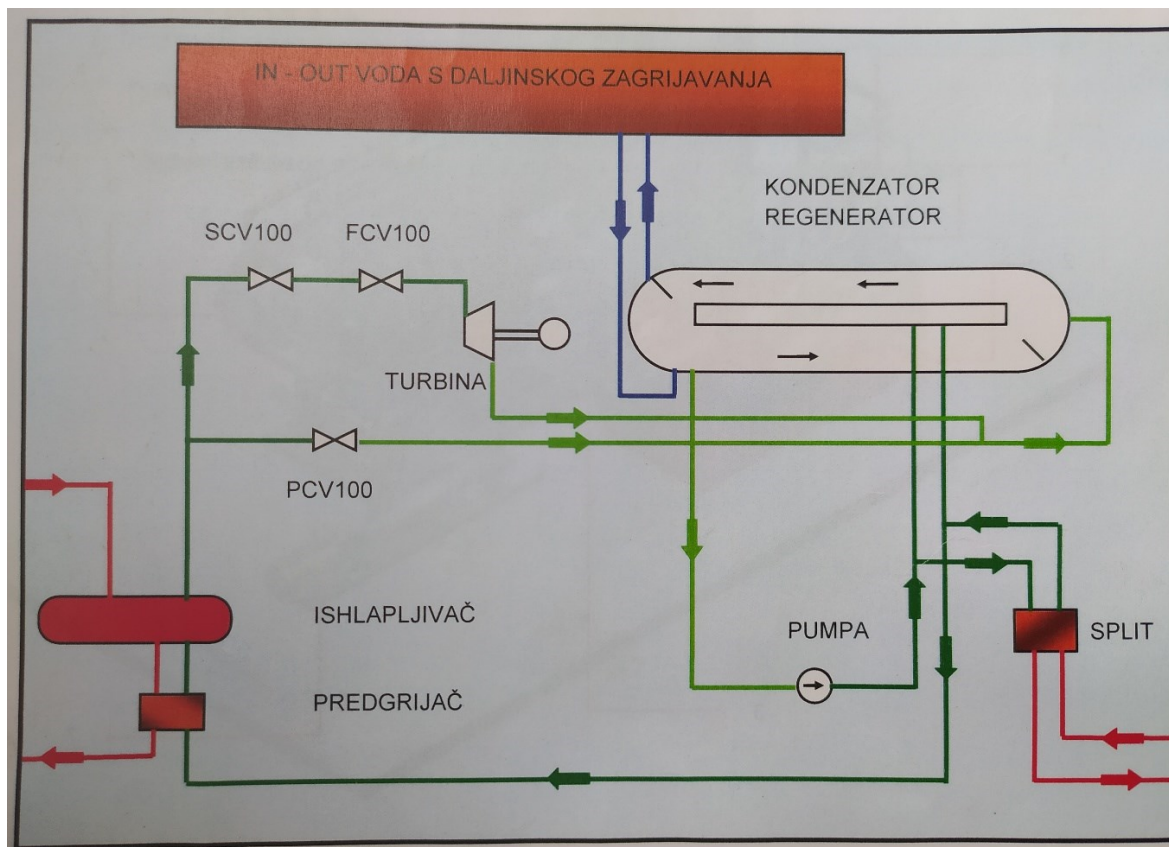 IN - OUT VODA S DALJINSKOG ZAGRIJAVANJA
KONDENZATOR
REGENERATOR
SCV100
FCV100
TURBINA
PCV100
ISHLAPLJIVAČ
PUMPA
SPLIT
PREDGRIJAČ